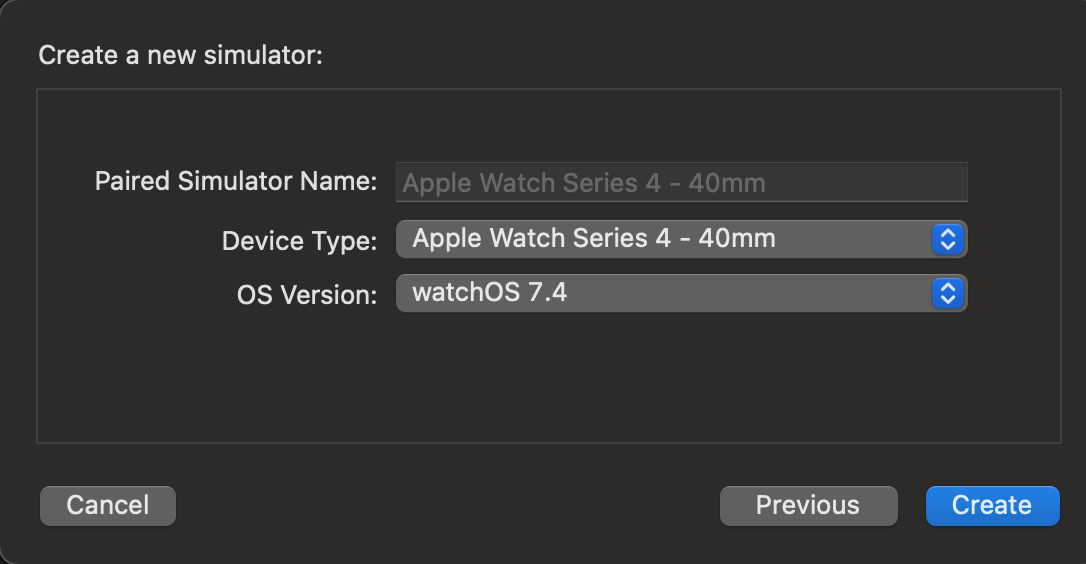 Create a new simulator:
Paired Simulator Name: Apple Watch Series 4 - 40mm
Device Type: Apple Watch Series 4 - 40mm
OS Version: watchOS 7.4
Cancel Previous Create